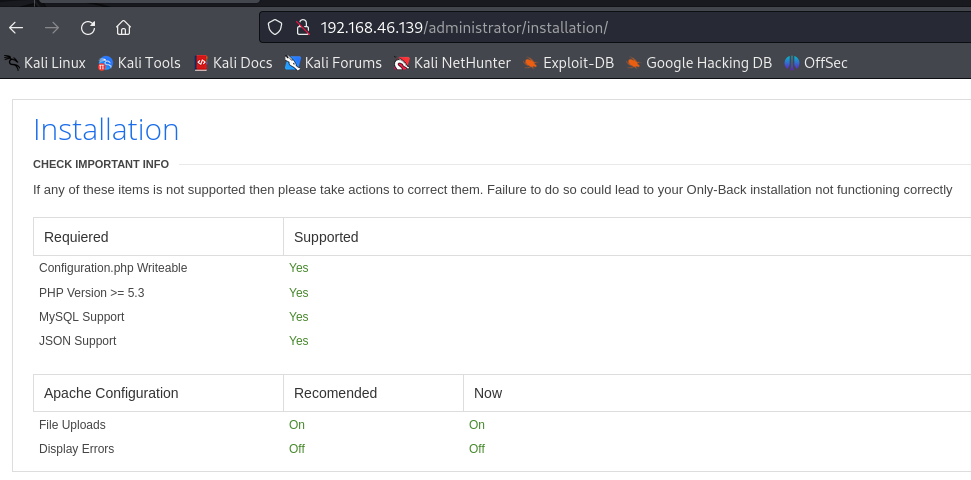 192.168.46.139/administrator/installation/
Kali Linux Kali Tools Kali Docs Kali Forums Kali NetHunter Exploit-DB Google Hacking DB OffSec
Installation
CHECK IMPORTANT INFO
If any of these items is not supported then please take actions to correct them. Failure to do so could lead to your Only-Back installation not functioning correctly
Requiered Supported
Configuration.php Writeable Yes
PHP Version >= 5.3 Yes
MySQL Support Yes
JSON Support Yes
Apache Configuration Recomended Now
File Uploads On On
Display Errors Off Off